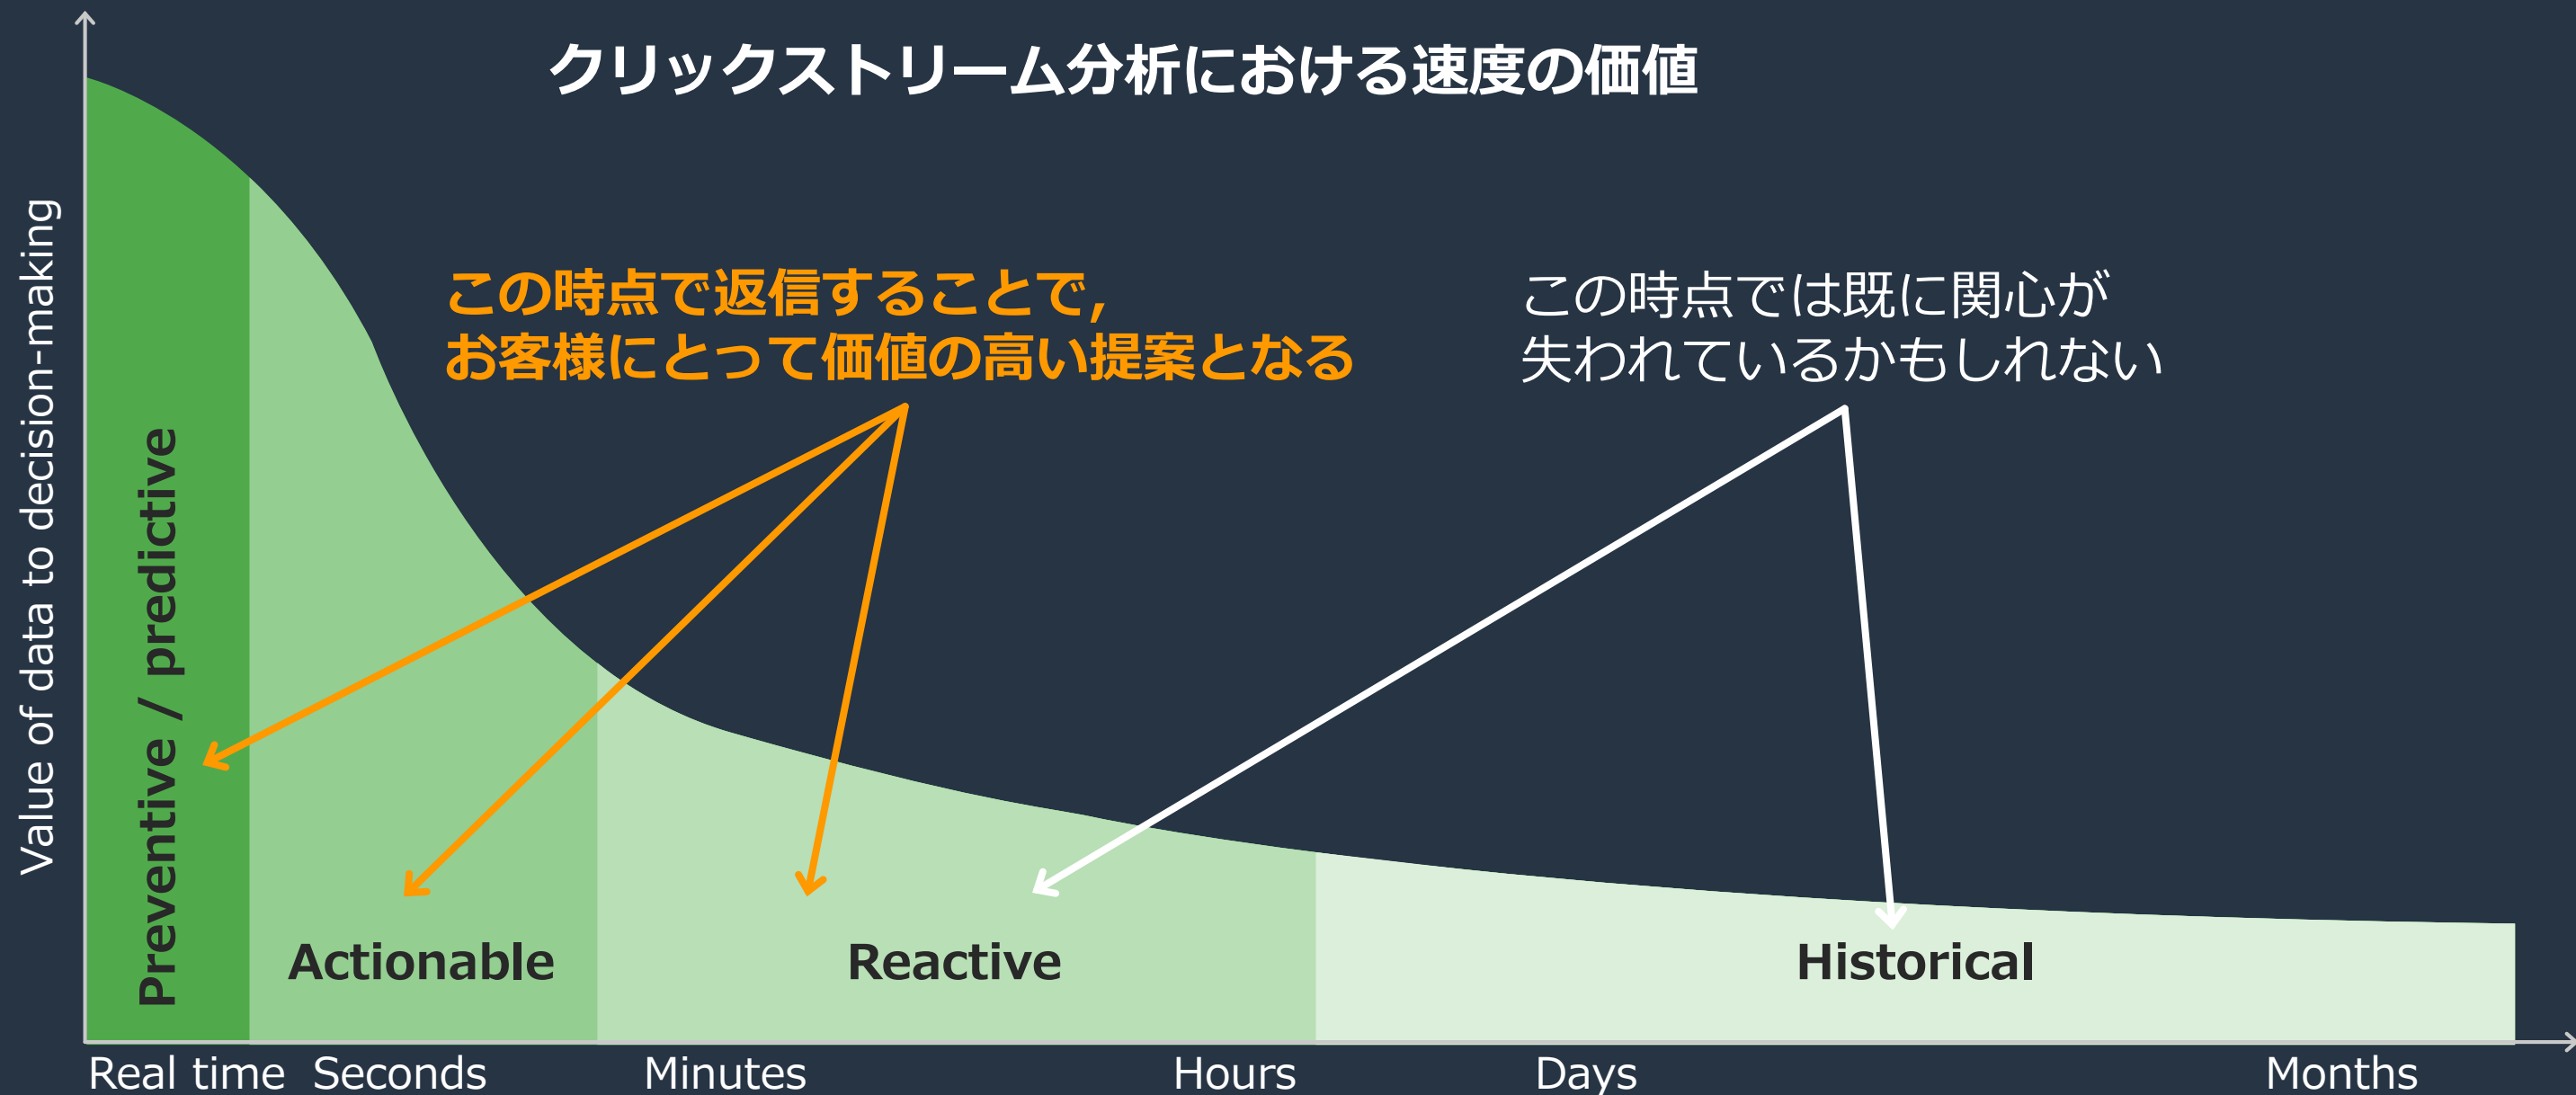 クリックストリーム分析における速度の価値
Value of data to decision-making
この時点で返信することで,
お客様にとって価値の高い提案となる
この時点では既に関心が
失われているかもしれない
Preventive / predictive
Actionable
Reactive
Historical
Real time
Seconds
Minutes
Hours
Days
Months